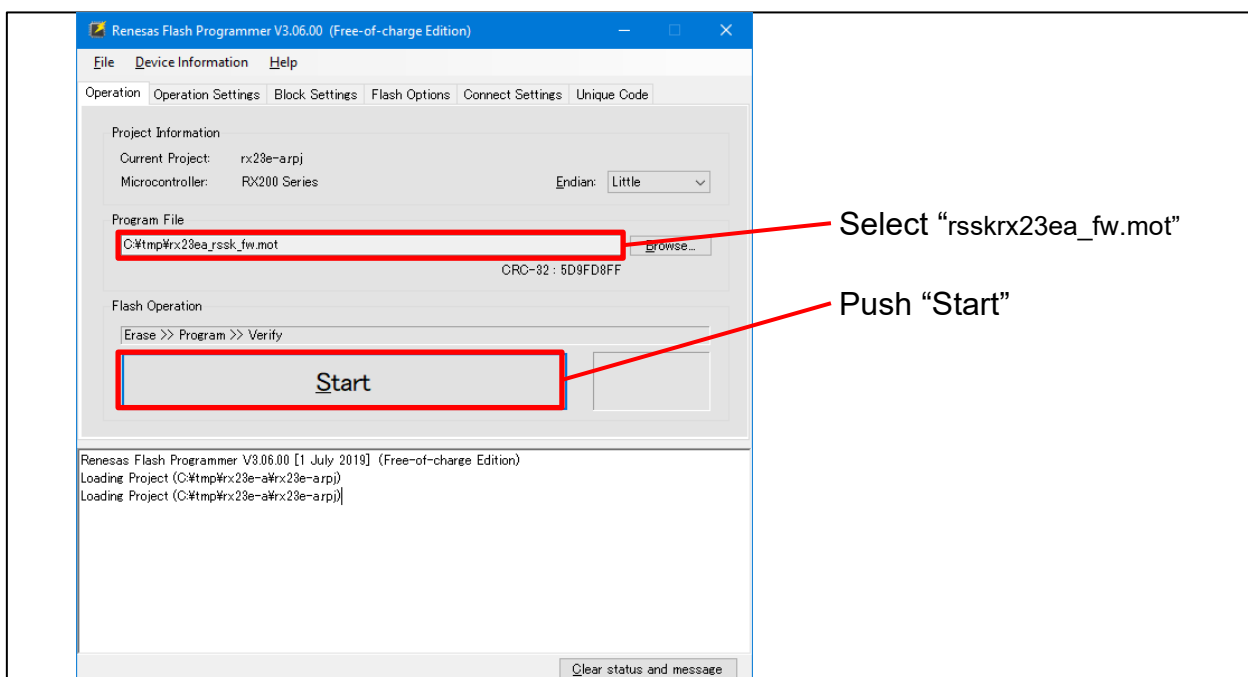 Renesas Flash Programmer V3.06.00 (Free-of-charge Edition)
File Device Information Help
Operation Operation Settings Block Settings Flash Options Connect Settings Unique Code
Project Information
Current Project: rx23e-a.rpj
Microcontroller: RX200 Series Endian: Little
Program File
C:¥tmp¥rx23ea_rssk_fw.mot Browse...
CRC-32 : 5D9FD8FF
Select “rsskrx23ea_fw.mot”
Flash Operation
Erase >> Program >> Verify
Push “Start”
Start
Renesas Flash Programmer V3.06.00 [1 July 2019] (Free-of-charge Edition)
Loading Project (C:¥tmp¥rx23e-a¥rx23e-a.rpj)
Loading Project (C:¥tmp¥rx23e-a¥rx23e-a.rpj)
Clear status and message